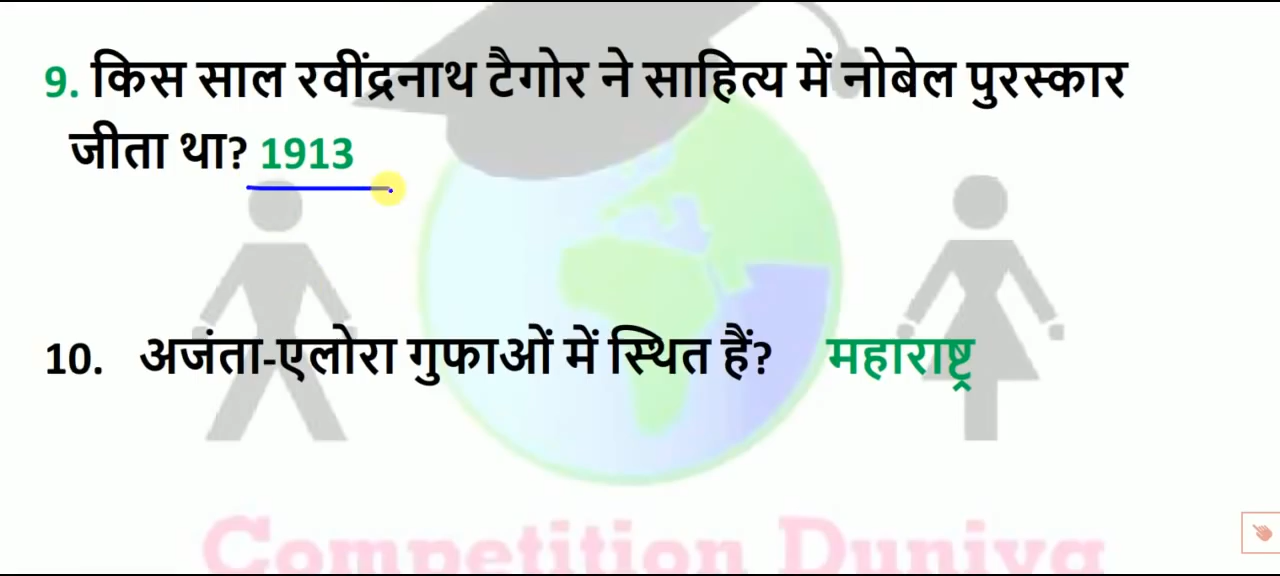 9. किस साल रवींद्रनाथ टैगोर ने साहित्य में नोबेल पुरस्कार
जीता था? 1913
10. अजंता-एलोरा गुफाओं में स्थित हैं? महाराष्ट्र
Competition Duniya